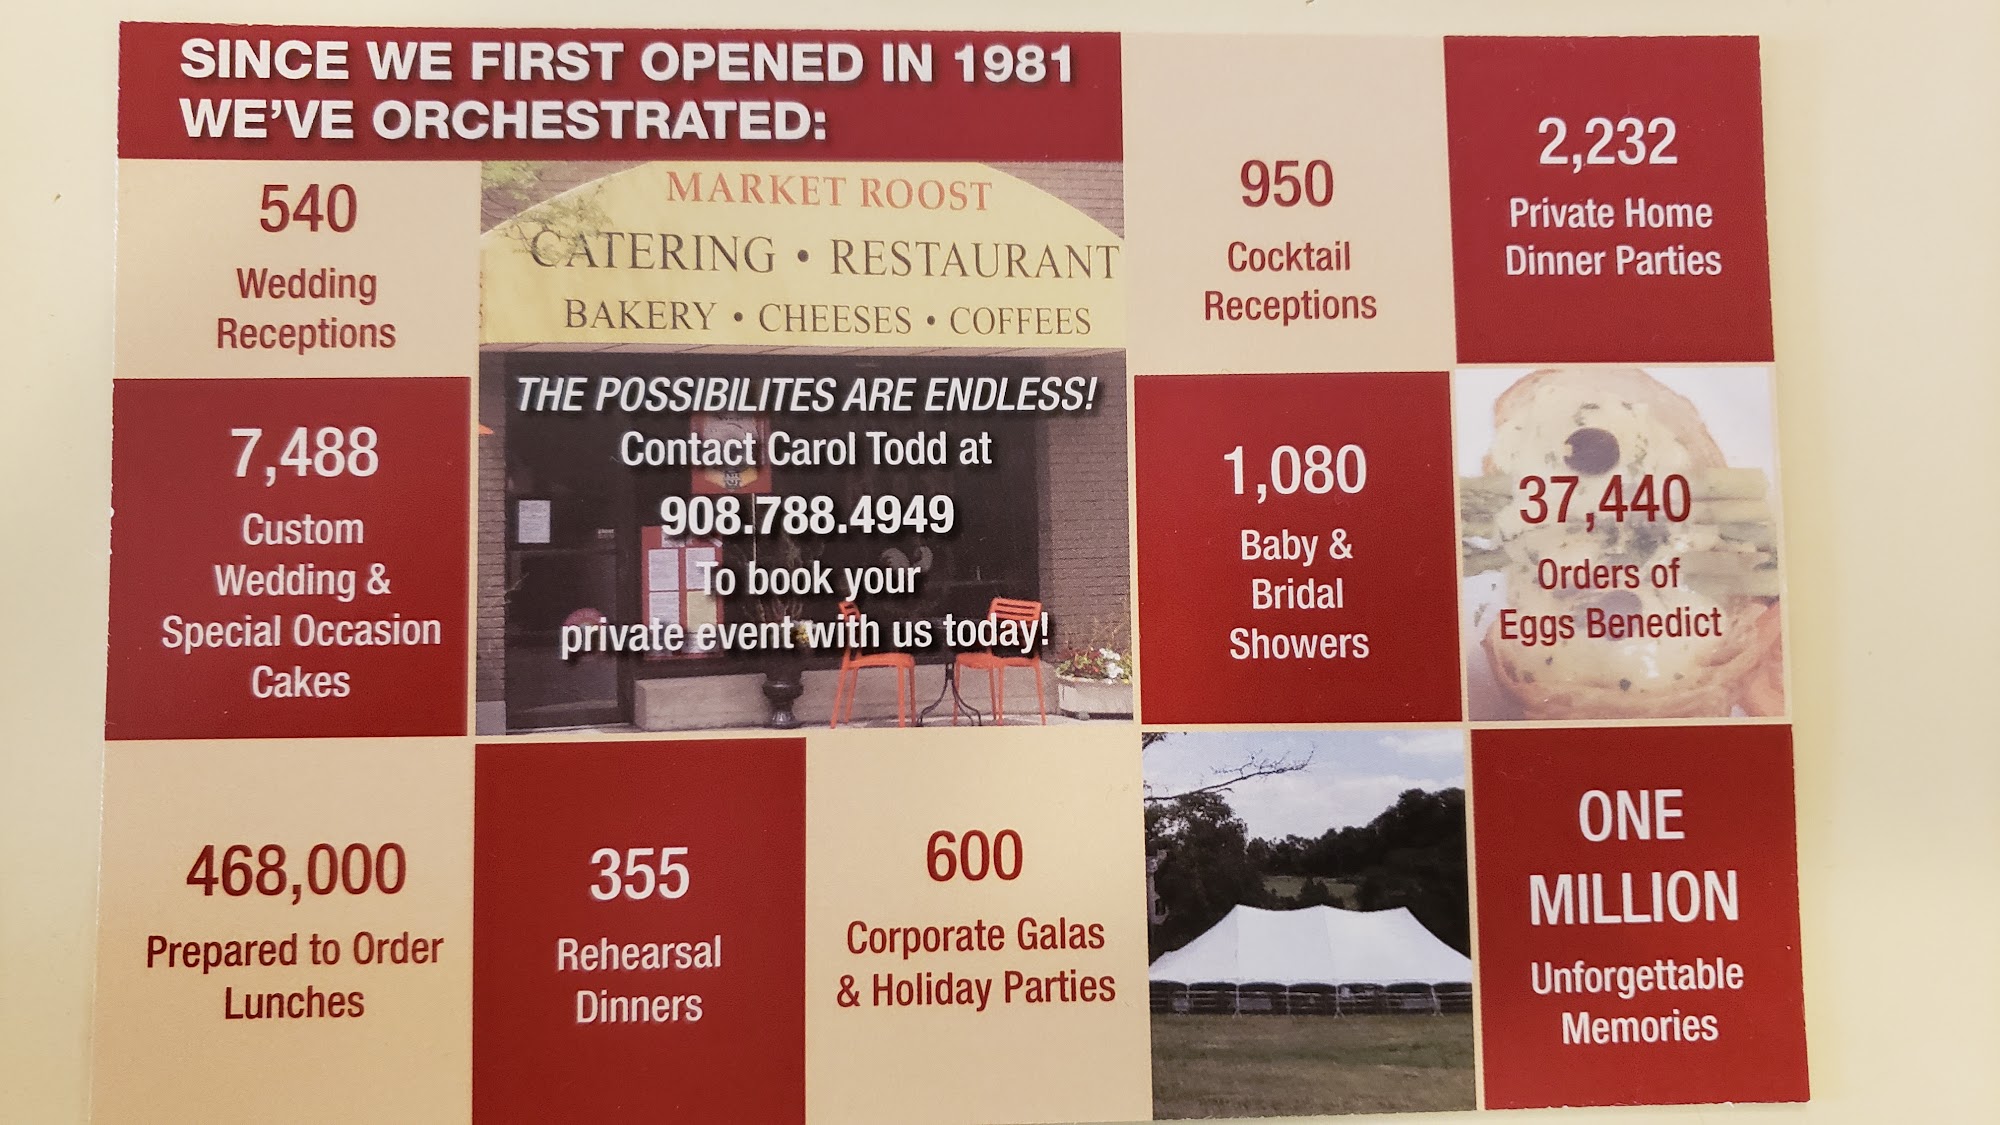 SINCE WE FIRST OPENED IN 1981
WE'VE ORCHESTRATED:
540
Wedding
Receptions
MARKET ROOST
CATERING • RESTAURANT
BAKERY • CHEESES • COFFEES
950
Cocktail
Receptions
2,232
Private Home
Dinner Parties
7,488
Custom
Wedding &
Special Occasion
Cakes
THE POSSIBILITES ARE ENDLESS!
Contact Carol Todd at
908.788.4949
To book your
private event with us today!
1,080
Baby &
Bridal
Showers
37,440
Orders of
Eggs Benedict
468,000
Prepared to Order
Lunches
355
Rehearsal
Dinners
600
Corporate Galas
& Holiday Parties
ONE
MILLION
Unforgettable
Memories